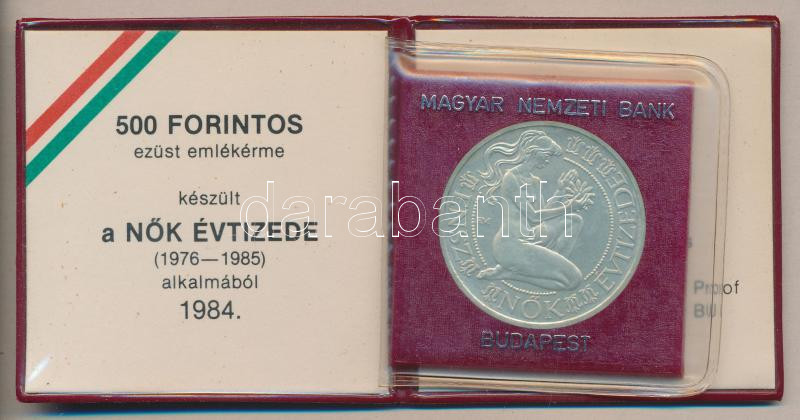 500 FORINTOS
ezüst emlékérme
készült
a NŐK ÉVTIZEDE
(1976—1985)
alkalmából
1984.
MAGYAR NEMZETI BANK
NŐK ÉVTIZEDE
BUDAPEST
Proof
BU
darabanth